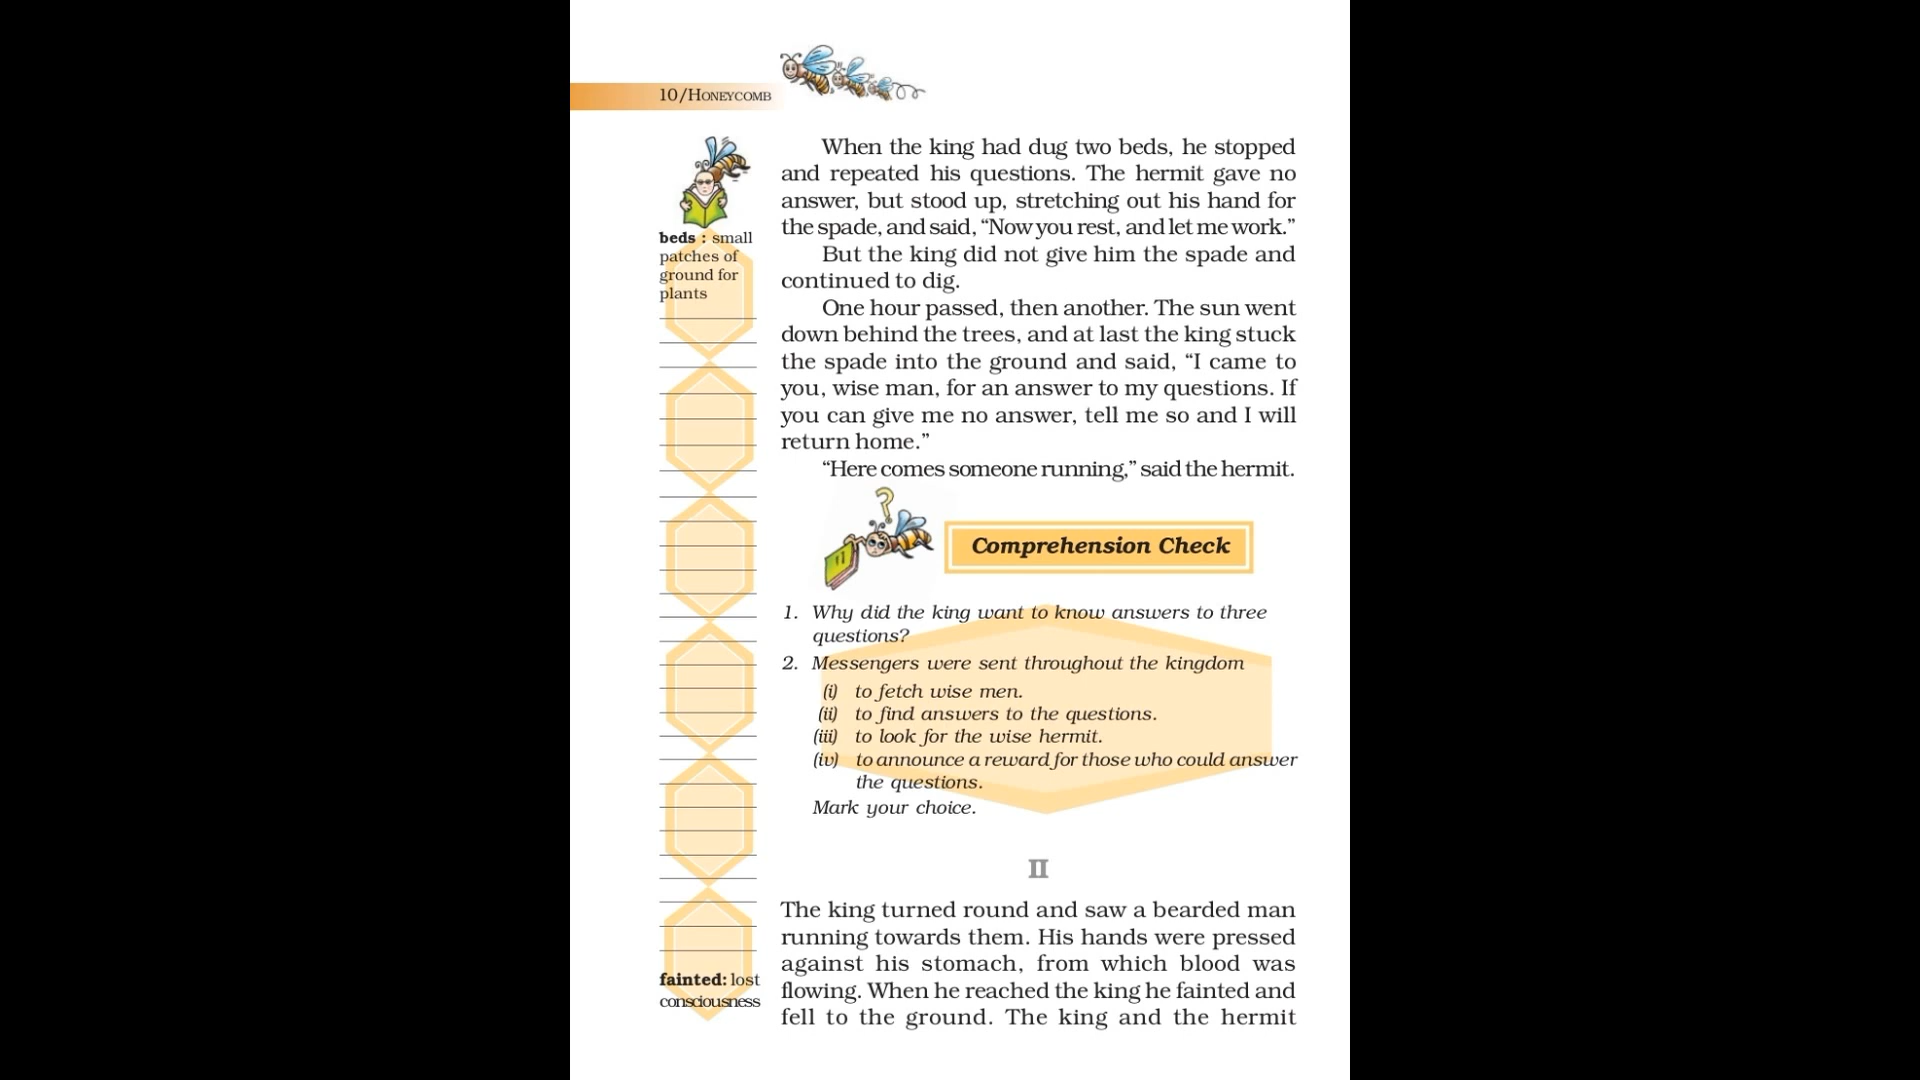 10/HONEYCOMB
When the king had dug two beds, he stopped
and repeated his questions. The hermit gave no
answer, but stood up, stretching out his hand for
the spade, and said, “Now you rest, and let me work.”
But the king did not give him the spade and
continued to dig.
One hour passed, then another. The sun went
down behind the trees, and at last the king stuck
the spade into the ground and said, “I came to
you, wise man, for an answer to my questions. If
you can give me no answer, tell me so and I will
return home.”
“Here comes someone running,” said the hermit.
beds : small
patches of
ground for
plants
?
Comprehension Check
1. Why did the king want to know answers to three
questions?
2. Messengers were sent throughout the kingdom
(i) to fetch wise men.
(ii) to find answers to the questions.
(iii) to look for the wise hermit.
(iv) to announce a reward for those who could answer
the questions.
Mark your choice.
II
The king turned round and saw a bearded man
running towards them. His hands were pressed
against his stomach, from which blood was
flowing. When he reached the king he fainted and
fell to the ground. The king and the hermit
fainted: lost
consciousness